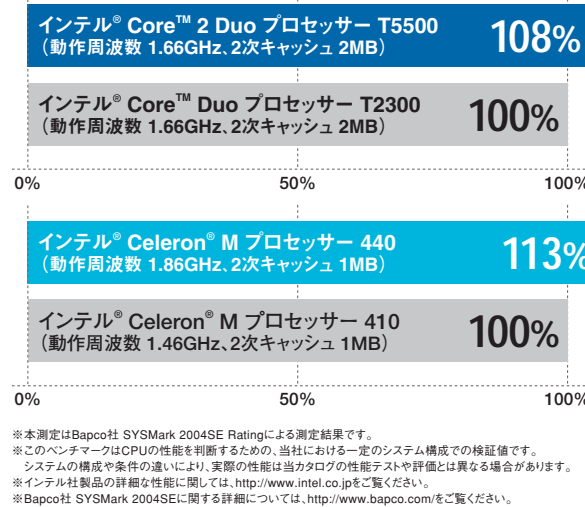 インテル® Core™ 2 Duo プロセッサー T5500
（動作周波数 1.66GHz、2次キャッシュ 2MB）
108%
インテル® Core™ Duo プロセッサー T2300
（動作周波数 1.66GHz、2次キャッシュ 2MB）
100%
0% 50% 100%
インテル® Celeron® M プロセッサー 440
（動作周波数 1.86GHz、2次キャッシュ 1MB）
113%
インテル® Celeron® M プロセッサー 410
（動作周波数 1.46GHz、2次キャッシュ 1MB）
100%
0% 50% 100%
※本測定はBapco社 SYSMark 2004SE Ratingによる測定結果です。
※このベンチマークはCPUの性能を判断するため、当社における一定のシステム構成での検証値です。
システムの構成や条件の違いにより、実際の性能は当カタログの性能テストや評価とは異なる場合があります。
※インテル社製品の詳細な性能に関しては、http://www.intel.co.jpをご覧ください。
※Bapco社 SYSMark 2004SEに関する詳細については、http://www.bapco.com/をご覧ください。